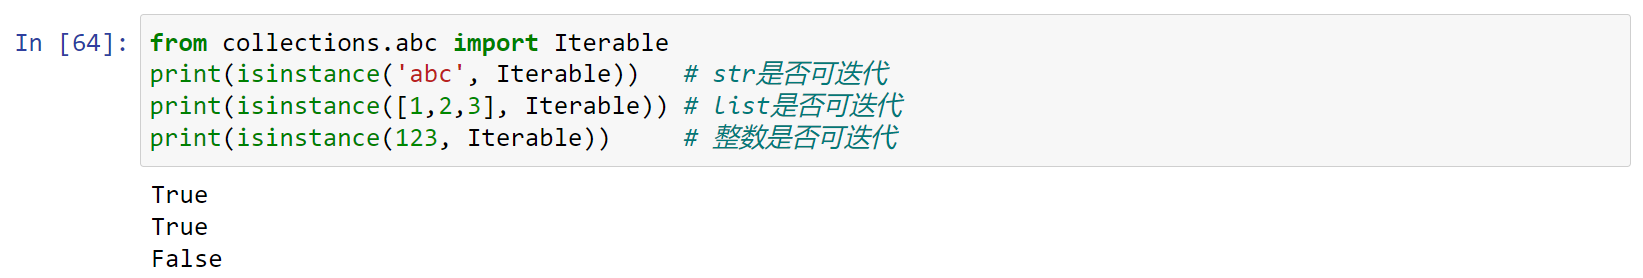 In [64]: from collections.abc import Iterable
print(isinstance('abc', Iterable))   # str是否可迭代
print(isinstance([1,2,3], Iterable)) # list是否可迭代
print(isinstance(123, Iterable))     # 整数是否可迭代
True
True
False